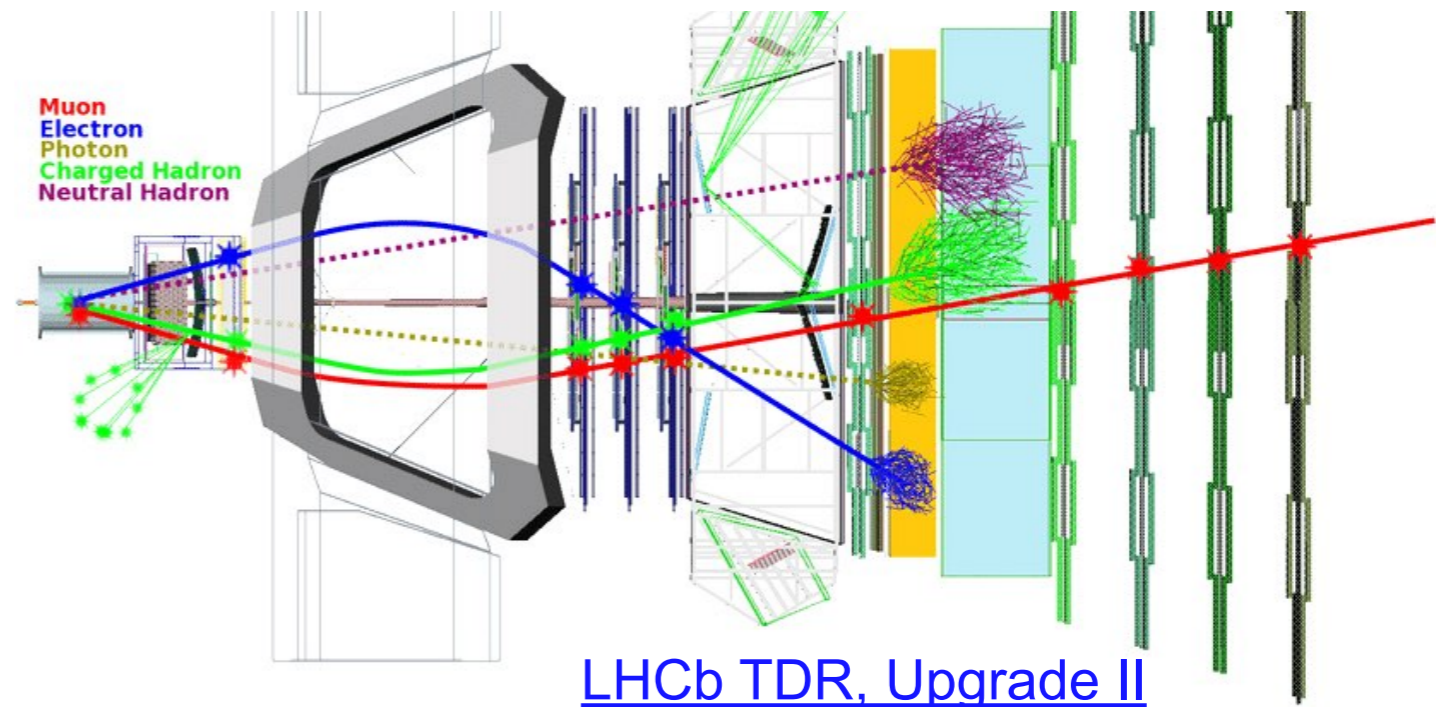 Muon
Electron
Photon
Charged Hadron
Neutral Hadron
LHCb TDR, Upgrade II